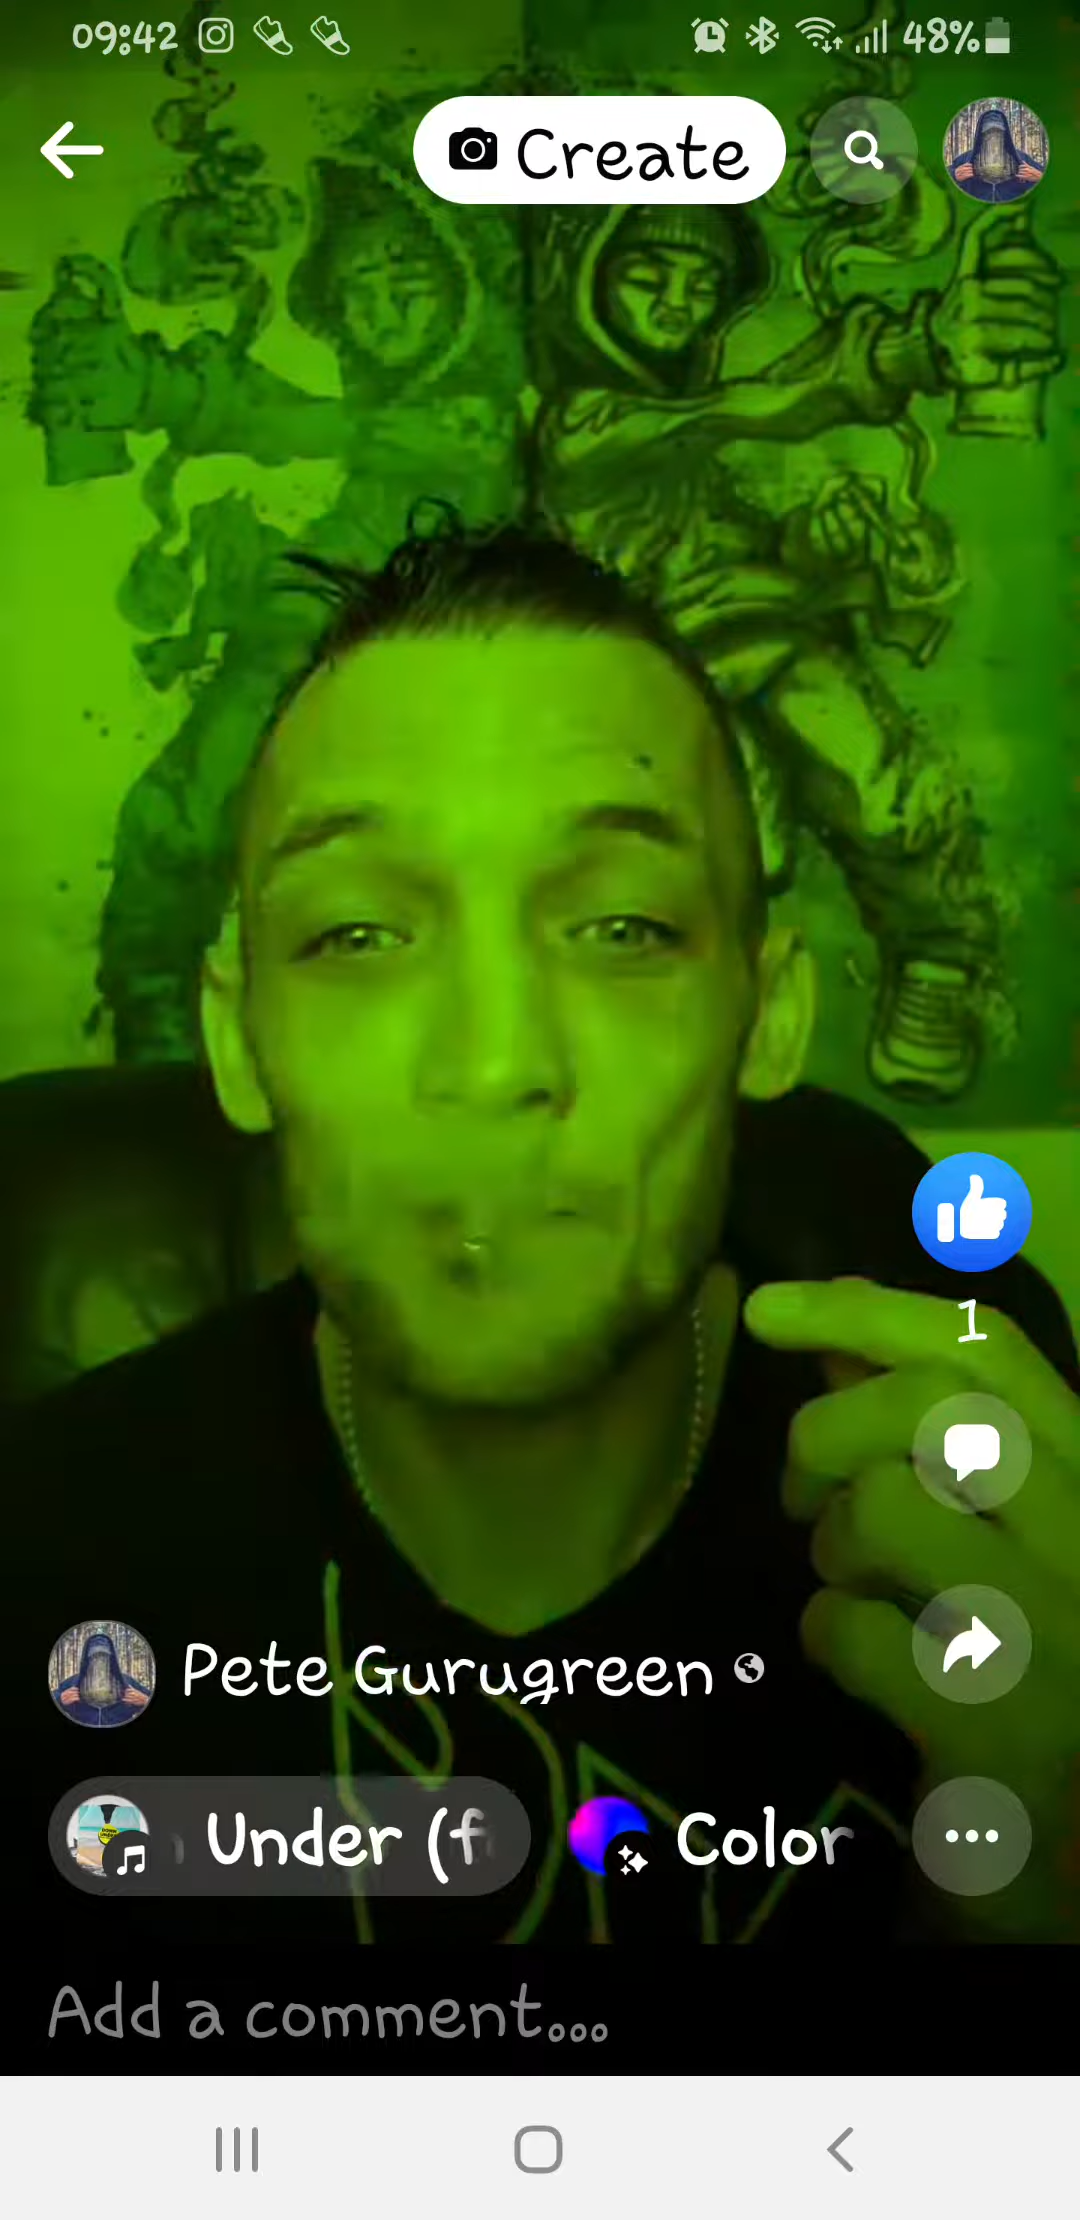 09:42
48%
Create
1
Pete Gurugreen
Under (f
Color
Add a comment...